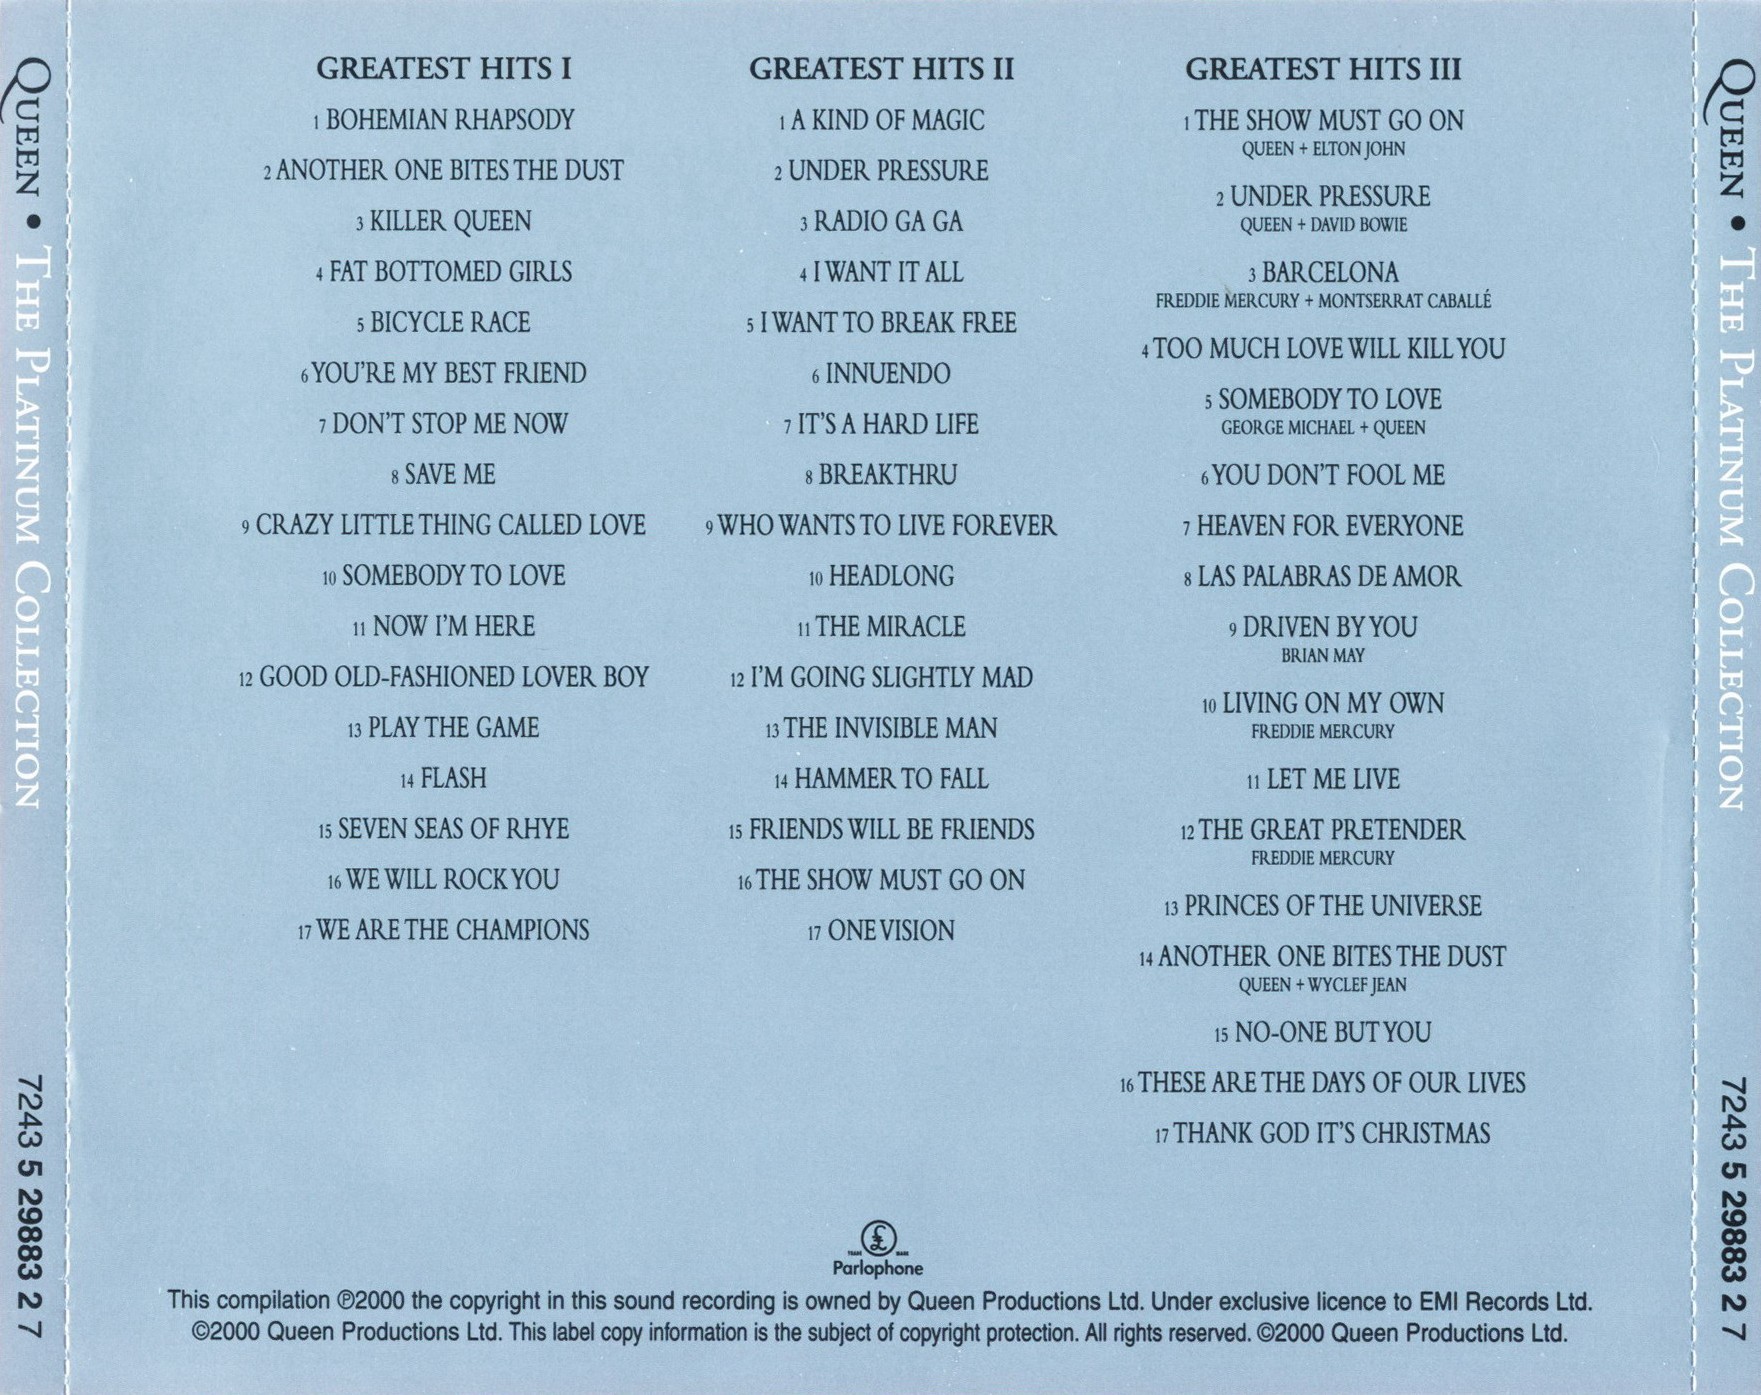 QUEEN • THE PLATINUM COLLECTION
7243 5 29883 2 7
GREATEST HITS I
1 BOHEMIAN RHAPSODY
2 ANOTHER ONE BITES THE DUST
3 KILLER QUEEN
4 FAT BOTTOMED GIRLS
5 BICYCLE RACE
6 YOU'RE MY BEST FRIEND
7 DON'T STOP ME NOW
8 SAVE ME
9 CRAZY LITTLE THING CALLED LOVE
10 SOMEBODY TO LOVE
11 NOW I'M HERE
12 GOOD OLD-FASHIONED LOVER BOY
13 PLAY THE GAME
14 FLASH
15 SEVEN SEAS OF RHYE
16 WE WILL ROCK YOU
17 WE ARE THE CHAMPIONS
GREATEST HITS II
1 A KIND OF MAGIC
2 UNDER PRESSURE
3 RADIO GA GA
4 I WANT IT ALL
5 I WANT TO BREAK FREE
6 INNUENDO
7 IT'S A HARD LIFE
8 BREAKTHRU
9 WHO WANTS TO LIVE FOREVER
10 HEADLONG
11 THE MIRACLE
12 I'M GOING SLIGHTLY MAD
13 THE INVISIBLE MAN
14 HAMMER TO FALL
15 FRIENDS WILL BE FRIENDS
16 THE SHOW MUST GO ON
17 ONE VISION
GREATEST HITS III
1 THE SHOW MUST GO ON
QUEEN + ELTON JOHN
2 UNDER PRESSURE
QUEEN + DAVID BOWIE
3 BARCELONA
FREDDIE MERCURY + MONTSERRAT CABALLÉ
4 TOO MUCH LOVE WILL KILL YOU
5 SOMEBODY TO LOVE
GEORGE MICHAEL + QUEEN
6 YOU DON'T FOOL ME
7 HEAVEN FOR EVERYONE
8 LAS PALABRAS DE AMOR
9 DRIVEN BY YOU
BRIAN MAY
10 LIVING ON MY OWN
FREDDIE MERCURY
11 LET ME LIVE
12 THE GREAT PRETENDER
FREDDIE MERCURY
13 PRINCES OF THE UNIVERSE
14 ANOTHER ONE BITES THE DUST
QUEEN + WYCLEF JEAN
15 NO-ONE BUT YOU
16 THESE ARE THE DAYS OF OUR LIVES
17 THANK GOD IT'S CHRISTMAS
£
TRADE MARK
Parlophone
This compilation ℗2000 the copyright in this sound recording is owned by Queen Productions Ltd. Under exclusive licence to EMI Records Ltd.
©2000 Queen Productions Ltd. This label copy information is the subject of copyright protection. All rights reserved. ©2000 Queen Productions Ltd.
QUEEN • THE PLATINUM COLLECTION
7243 5 29883 2 7